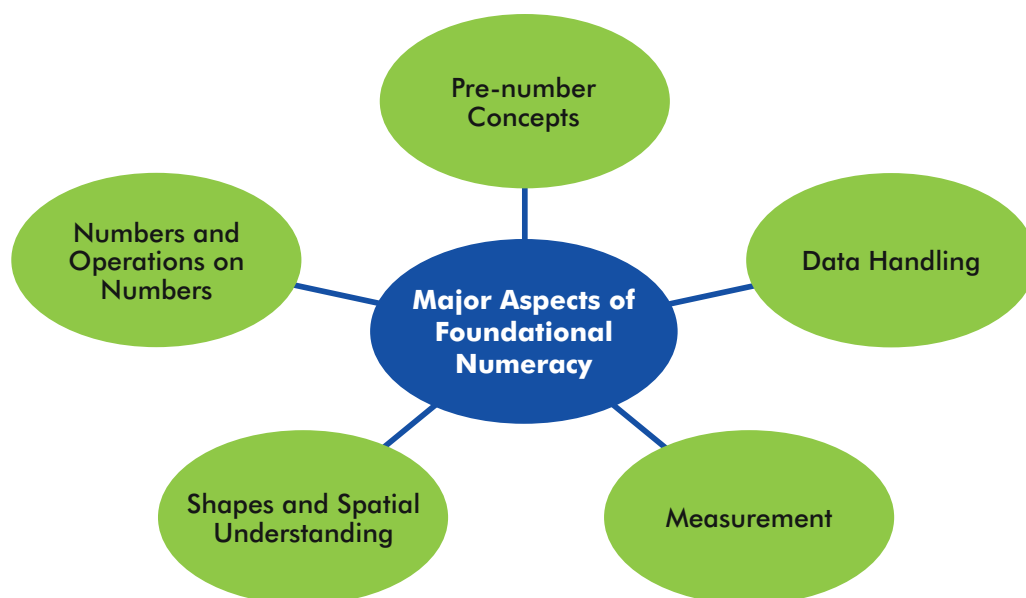 Pre-number
Concepts
Numbers and
Operations on
Numbers
Data Handling
Major Aspects of
Foundational
Numeracy
Shapes and Spatial
Understanding
Measurement